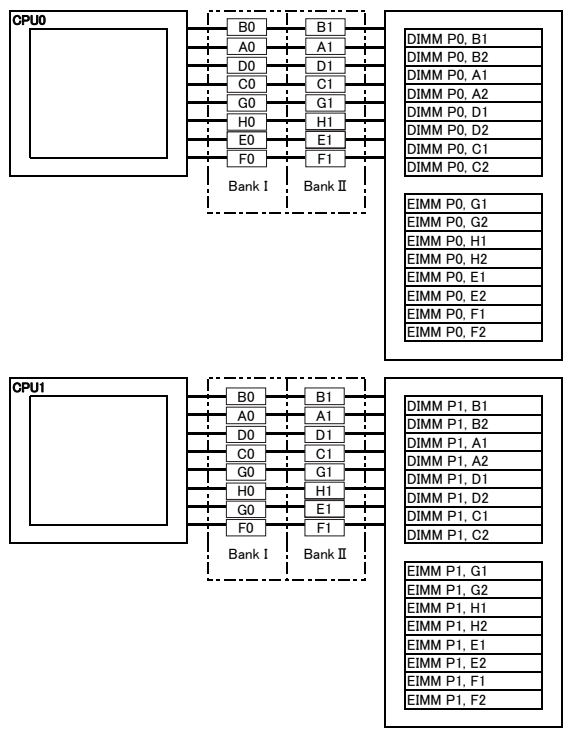 CPU0
B0 B1
A0 A1
D0 D1
C0 C1
G0 G1
H0 H1
E0 E1
F0 F1
Bank I Bank II
DIMM P0, B1
DIMM P0, B2
DIMM P0, A1
DIMM P0, A2
DIMM P0, D1
DIMM P0, D2
DIMM P0, C1
DIMM P0, C2
EIMM P0, G1
EIMM P0, G2
EIMM P0, H1
EIMM P0, H2
EIMM P0, E1
EIMM P0, E2
EIMM P0, F1
EIMM P0, F2
CPU1
B0 B1
A0 A1
D0 D1
C0 C1
G0 G1
H0 H1
G0 E1
F0 F1
Bank I Bank II
DIMM P1, B1
DIMM P1, B2
DIMM P1, A1
DIMM P1, A2
DIMM P1, D1
DIMM P1, D2
DIMM P1, C1
DIMM P1, C2
EIMM P1, G1
EIMM P1, G2
EIMM P1, H1
EIMM P1, H2
EIMM P1, E1
EIMM P1, E2
EIMM P1, F1
EIMM P1, F2